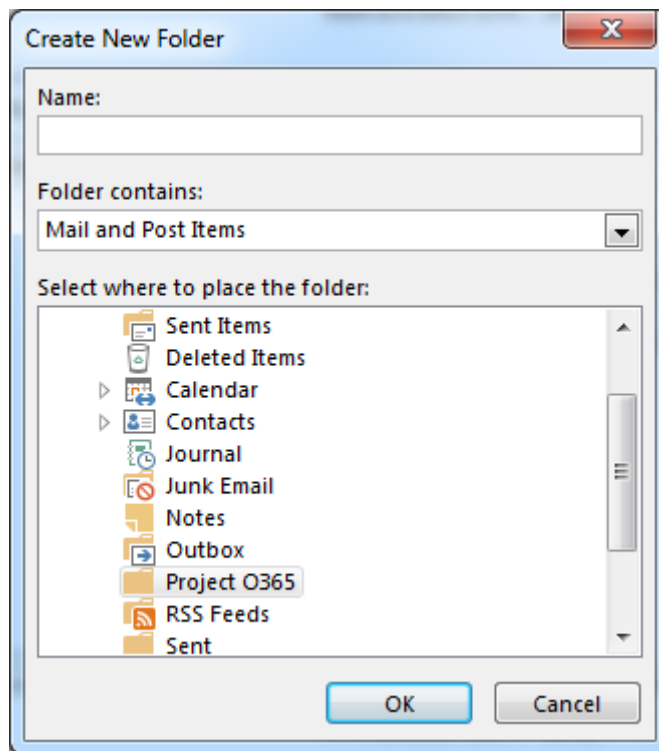 Create New Folder
Name:
Folder contains:
Mail and Post Items
Select where to place the folder:
Sent Items
Deleted Items
Calendar
Contacts
Journal
Junk Email
Notes
Outbox
Project O365
RSS Feeds
Sent
OK Cancel